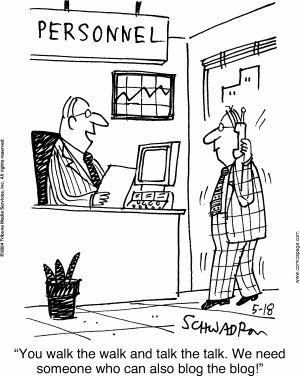 PERSONNEL
©2004 Tribune Media Services, Inc. All rights reserved.
www.comicspage.com
5-18
SCHWADRON
“You walk the walk and talk the talk. We need
someone who can also blog the blog!”